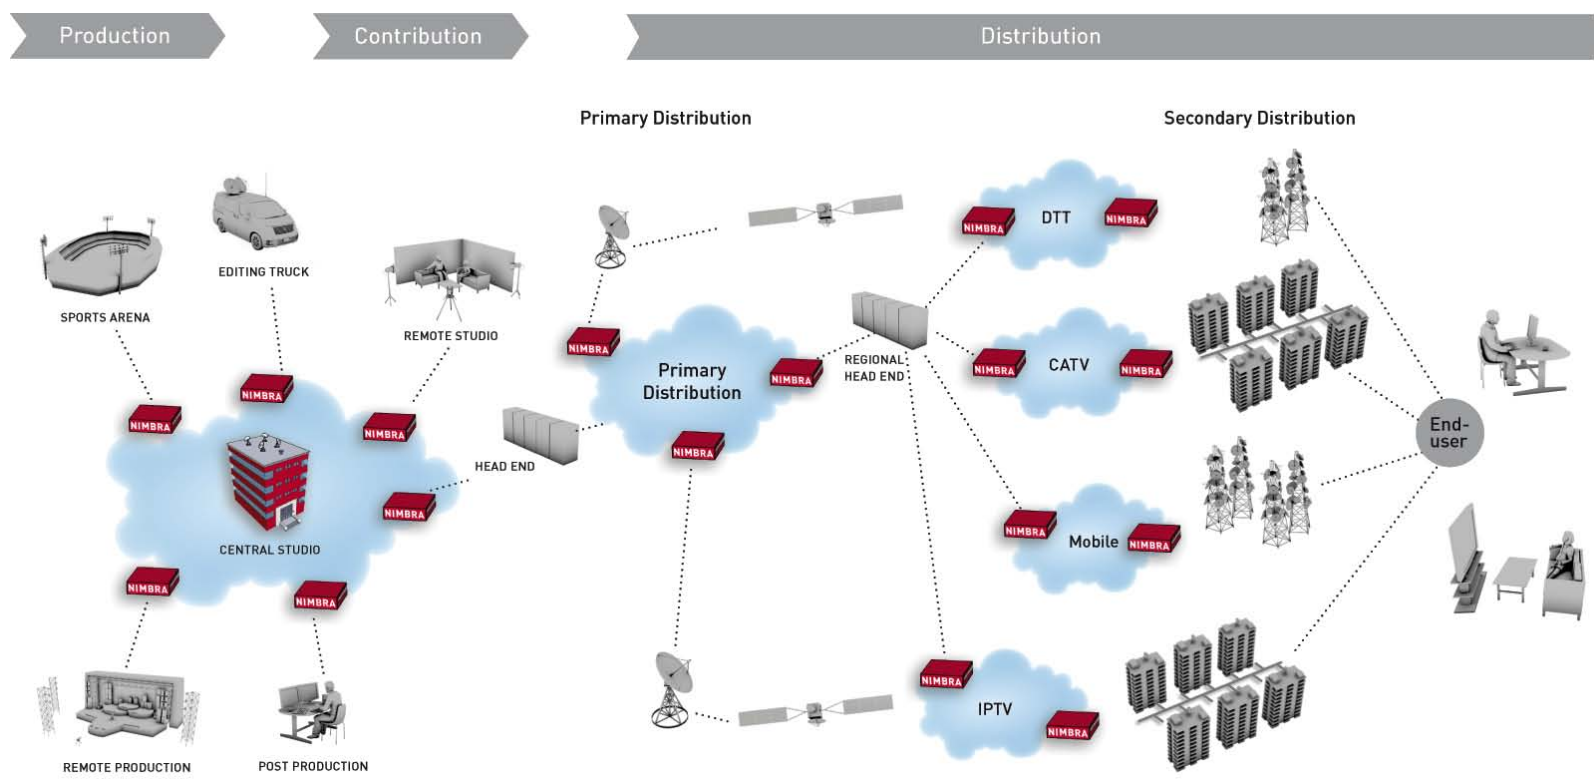 Production
Contribution
Distribution
Primary Distribution
Secondary Distribution
DTT
NIMBRA
NIMBRA
EDITING TRUCK
SPORTS ARENA
REMOTE STUDIO
NIMBRA
REGIONAL
HEAD END
CATV
NIMBRA
NIMBRA
Primary
Distribution
NIMBRA
NIMBRA
NIMBRA
NIMBRA
NIMBRA
End-
user
HEAD END
NIMBRA
CENTRAL STUDIO
NIMBRA
NIMBRA
NIMBRA
NIMBRA
Mobile
NIMBRA
NIMBRA
IPTV
NIMBRA
REMOTE PRODUCTION
POST PRODUCTION